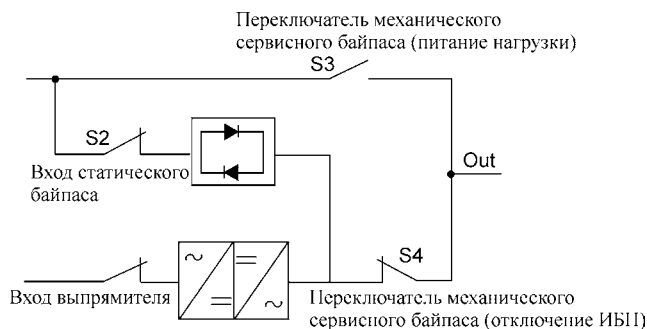 Переключатель механического
сервисного байпаса (питание нагрузки)
S3
S2
Вход статического
байпаса
Out
S4
Вход выпрямителя
Переключатель механического
сервисного байпаса (отключение ИБП)